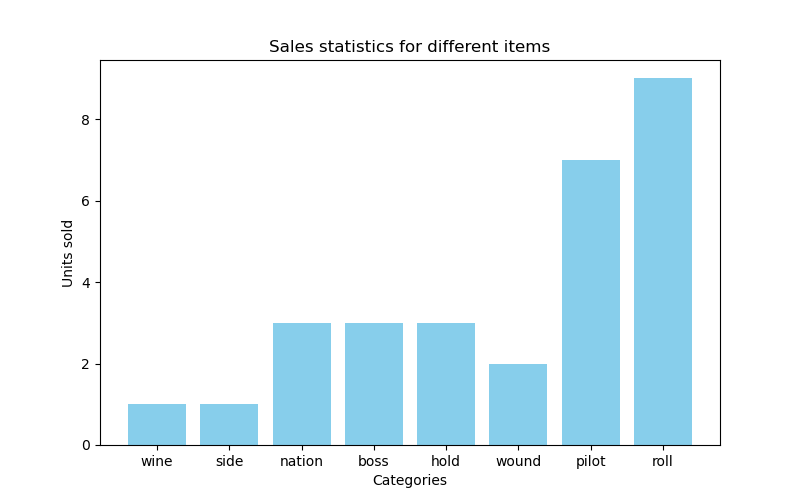 Sales statistics for different items
Units sold
8
6
4
2
0
wine side nation boss hold wound pilot roll
Categories